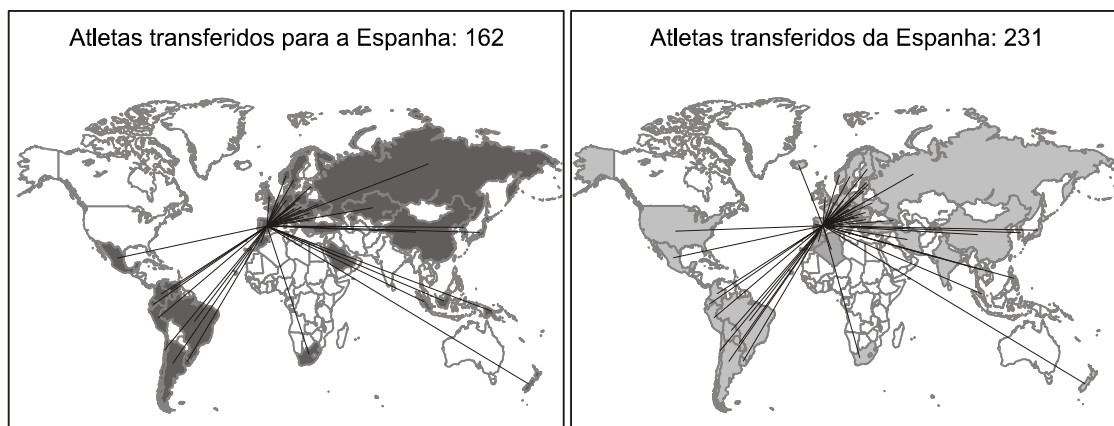 Atletas transferidos para a Espanha: 162
Atletas transferidos da Espanha: 231